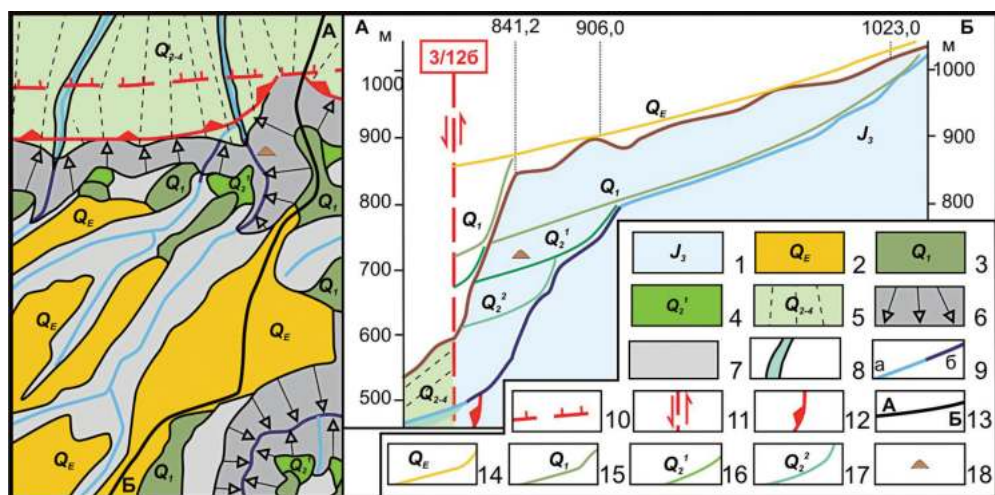 А
Q2-4
Q1
Q2¹
Q1
QE
QE
Q1
QE
QE
Q2
Б
Q1
А 841,2 906,0 1023,0 Б
м м
3/12б
1000 1000
QE
900 900
J3
Q1
800 800
Q1
Q2¹
700
Q2²
600
Q2-4
500
J3 1 QE 2 Q1 3
Q2¹ 4 Q2-4 5 6
7 8 а б 9
10 11 12 А Б 13
QE 14 Q1 15 Q2¹ 16 Q2² 17 18